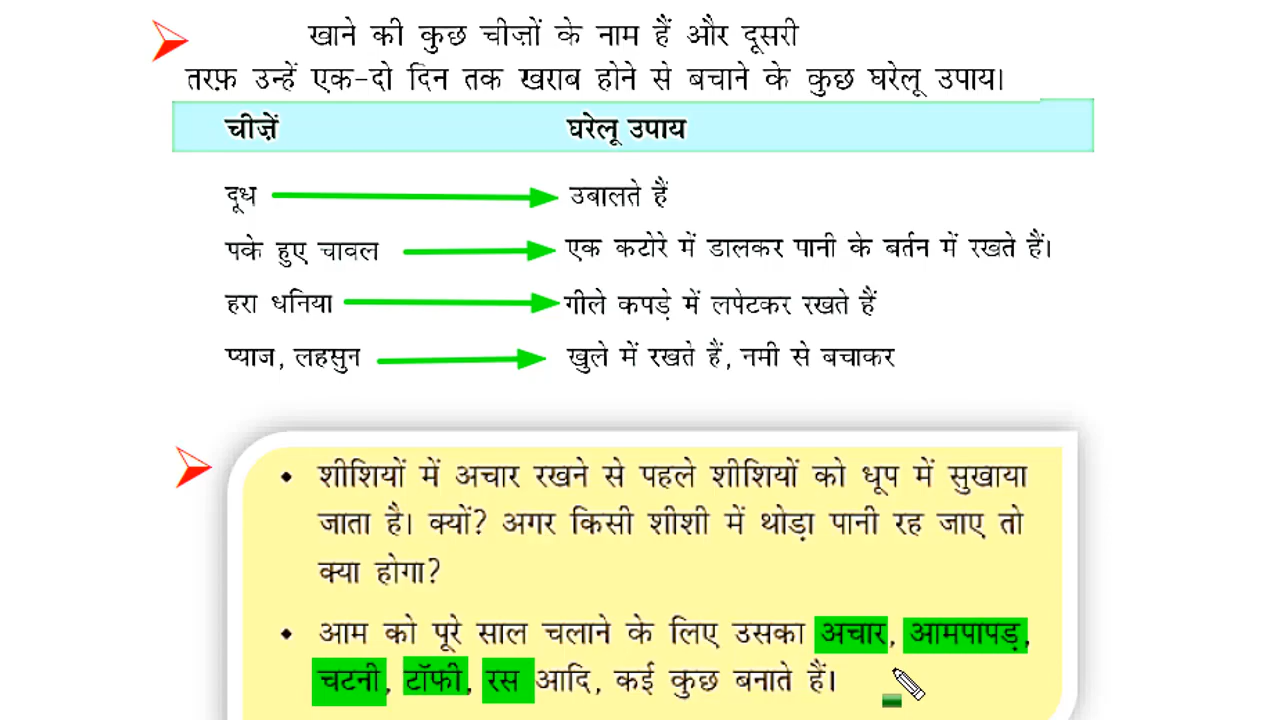 खाने की कुछ चीज़ों के नाम हैं और दूसरी
तरफ़ उन्हें एक-दो दिन तक खराब होने से बचाने के कुछ घरेलू उपाय।
चीज़ें घरेलू उपाय
दूध उबालते हैं
पके हुए चावल एक कटोरे में डालकर पानी के बर्तन में रखते हैं।
हरा धनिया गीले कपड़े में लपेटकर रखते हैं
प्याज, लहसुन खुले में रखते हैं, नमी से बचाकर
• शीशियों में अचार रखने से पहले शीशियों को धूप में सुखाया
जाता है। क्यों? अगर किसी शीशी में थोड़ा पानी रह जाए तो
क्या होगा?
• आम को पूरे साल चलाने के लिए उसका अचार, आमपापड़,
चटनी, टॉफी, रस आदि, कई कुछ बनाते हैं।